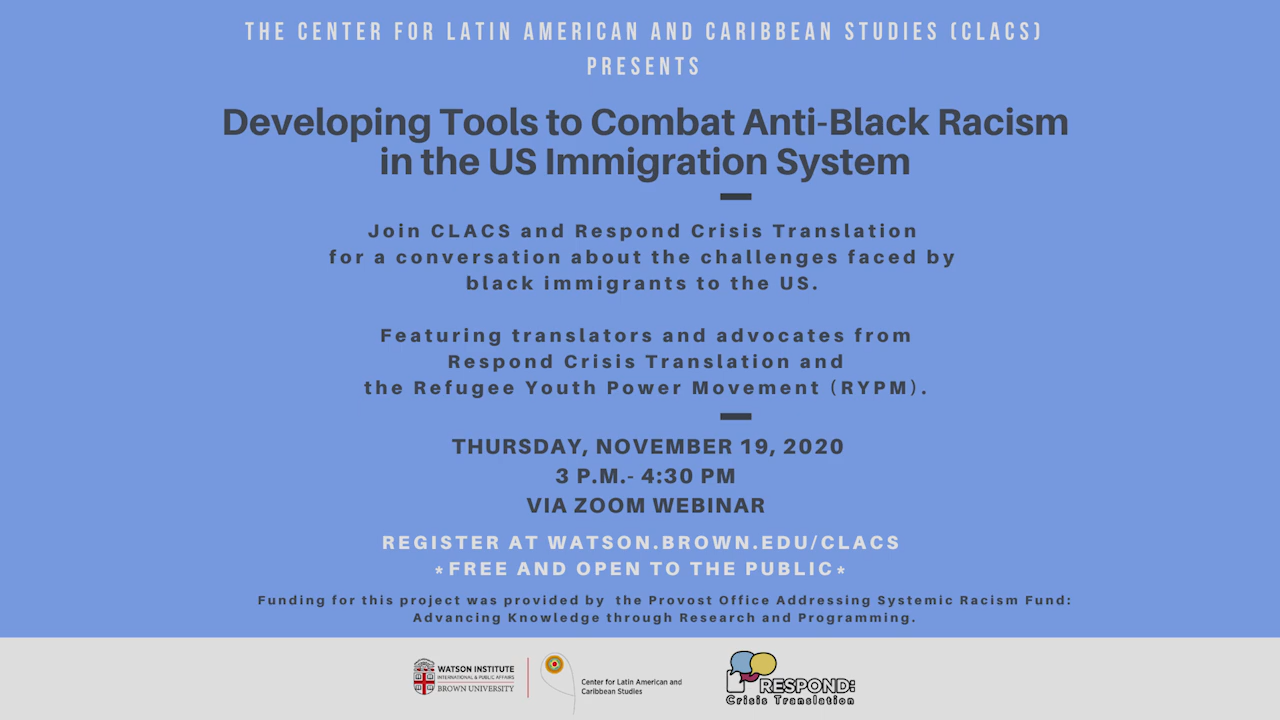 THE CENTER FOR LATIN AMERICAN AND CARIBBEAN STUDIES (CLACS)
PRESENTS
Developing Tools to Combat Anti-Black Racism
in the US Immigration System
Join CLACS and Respond Crisis Translation
for a conversation about the challenges faced by
black immigrants to the US.
Featuring translators and advocates from
Respond Crisis Translation and
the Refugee Youth Power Movement (RYPM).
THURSDAY, NOVEMBER 19, 2020
3 P.M.- 4:30 PM
VIA ZOOM WEBINAR
REGISTER AT WATSON.BROWN.EDU/CLACS
*FREE AND OPEN TO THE PUBLIC*
Funding for this project was provided by the Provost Office Addressing Systemic Racism Fund:
Advancing Knowledge through Research and Programming.
WATSON INSTITUTE
INTERNATIONAL & PUBLIC AFFAIRS
BROWN UNIVERSITY
Center for Latin American and
Caribbean Studies
RESPOND:
Crisis Translation